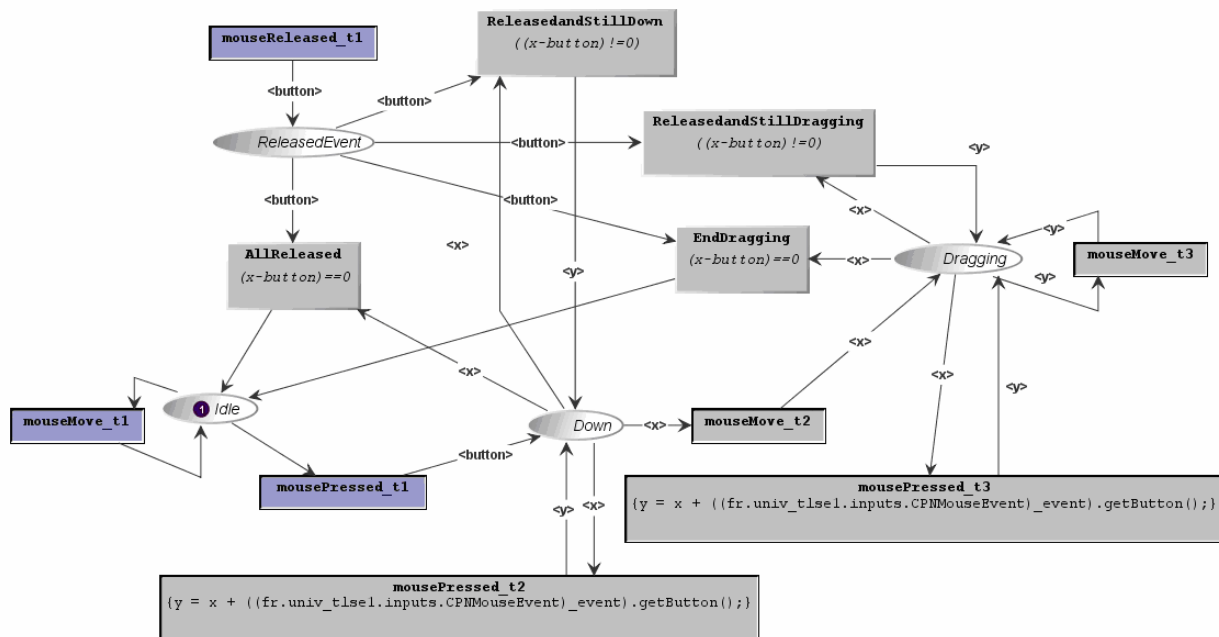 mouseReleased_t1
ReleasedandStillDown
((x-button)!=0)
<button>
<button>
ReleasedEvent
<button>
ReleasedandStillDragging
((x-button)!=0)
<y>
<button>
<button>
<x>
AllReleased
(x-button)==0
<x>
<y>
EndDragging
(x-button)==0
<x>
Dragging
<y>
mouseMove_t3
<y>
<x>
<x>
<x>
<y>
1
Idle
mouseMove_t1
Down
<x>
mouseMove_t2
<button>
mousePressed_t1
<y>
<x>
mousePressed_t3
{y = x + ((fr.univ_tlse1.inputs.CPNMouseEvent)_event).getButton();}
mousePressed_t2
{y = x + ((fr.univ_tlse1.inputs.CPNMouseEvent)_event).getButton();}